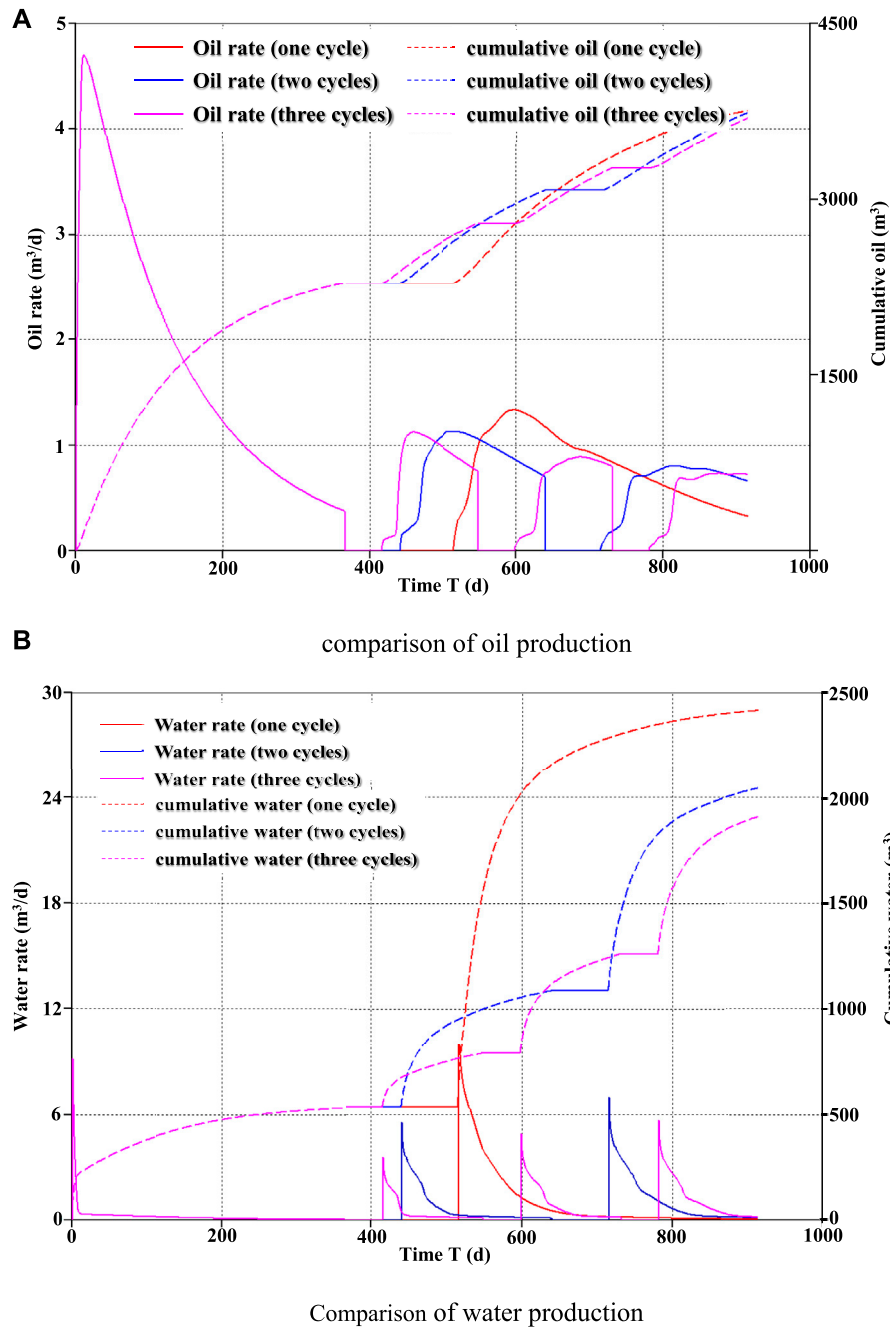 A
5
4500
Oil rate (one cycle)
cumulative oil (one cycle)
Oil rate (two cycles)
cumulative oil (two cycles)
Oil rate (three cycles)
cumulative oil (three cycles)
4
3000
3
Oil rate (m³/d)
Cumulative oil (m³)
2
1500
1
0
0
200
400
600
800
1000
Time T (d)
comparison of oil production
B
30
2500
Water rate (one cycle)
Water rate (two cycles)
Water rate (three cycles)
cumulative water (one cycle)
cumulative water (two cycles)
cumulative water (three cycles)
24
2000
18
1500
Water rate (m³/d)
12
1000
6
500
0
0
0
200
400
600
800
1000
Time T (d)
Comparison of water production